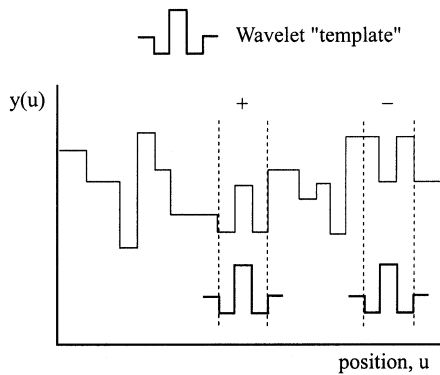 Wavelet "template"
y(u)
+
−
position, u